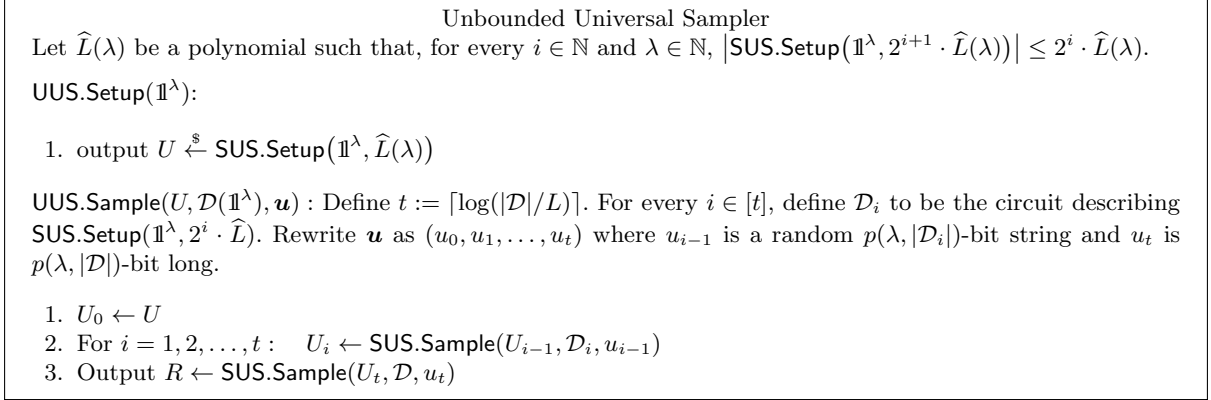 Unbounded Universal Sampler
Let L̂(λ) be a polynomial such that, for every i ∈ ℕ and λ ∈ ℕ, |SUS.Setup(𝟙^λ, 2^{i+1} · L̂(λ))| ≤ 2^i · L̂(λ).
UUS.Setup(𝟙^λ):
1. output U ←$ SUS.Setup(𝟙^λ, L̂(λ))
UUS.Sample(U, 𝒟(𝟙^λ), 𝒖) : Define t := ⌈log(|𝒟|/L)⌉. For every i ∈ [t], define 𝒟_i to be the circuit describing
SUS.Setup(𝟙^λ, 2^i · L̂). Rewrite 𝒖 as (u_0, u_1, . . . , u_t) where u_{i−1} is a random p(λ, |𝒟_i|)-bit string and u_t is
p(λ, |𝒟|)-bit long.
1. U_0 ← U
2. For i = 1, 2, . . . , t : U_i ← SUS.Sample(U_{i−1}, 𝒟_i, u_{i−1})
3. Output R ← SUS.Sample(U_t, 𝒟, u_t)